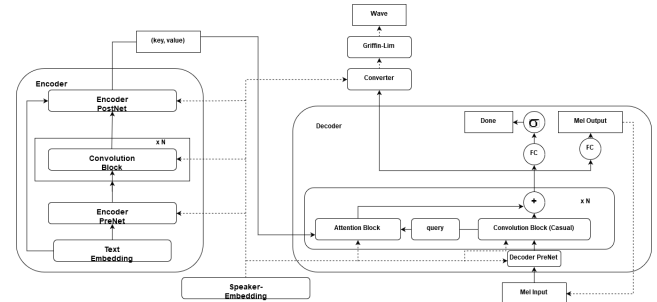 Wave
(key, value)
Griffin-Lim
Converter
Encoder
Encoder
PostNet
x N
Convolution
Block
Encoder
PreNet
Text
Embedding
Speaker-
Embedding
Decoder
Done
σ
Mel Output
FC
FC
+
x N
Attention Block
query
Convolution Block (Casual)
Decoder PreNet
Mel Input